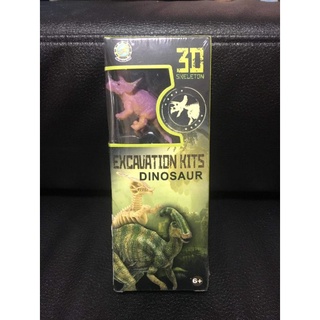 3D
SKELETON
EXCAVATION KITS
DINOSAUR
6+